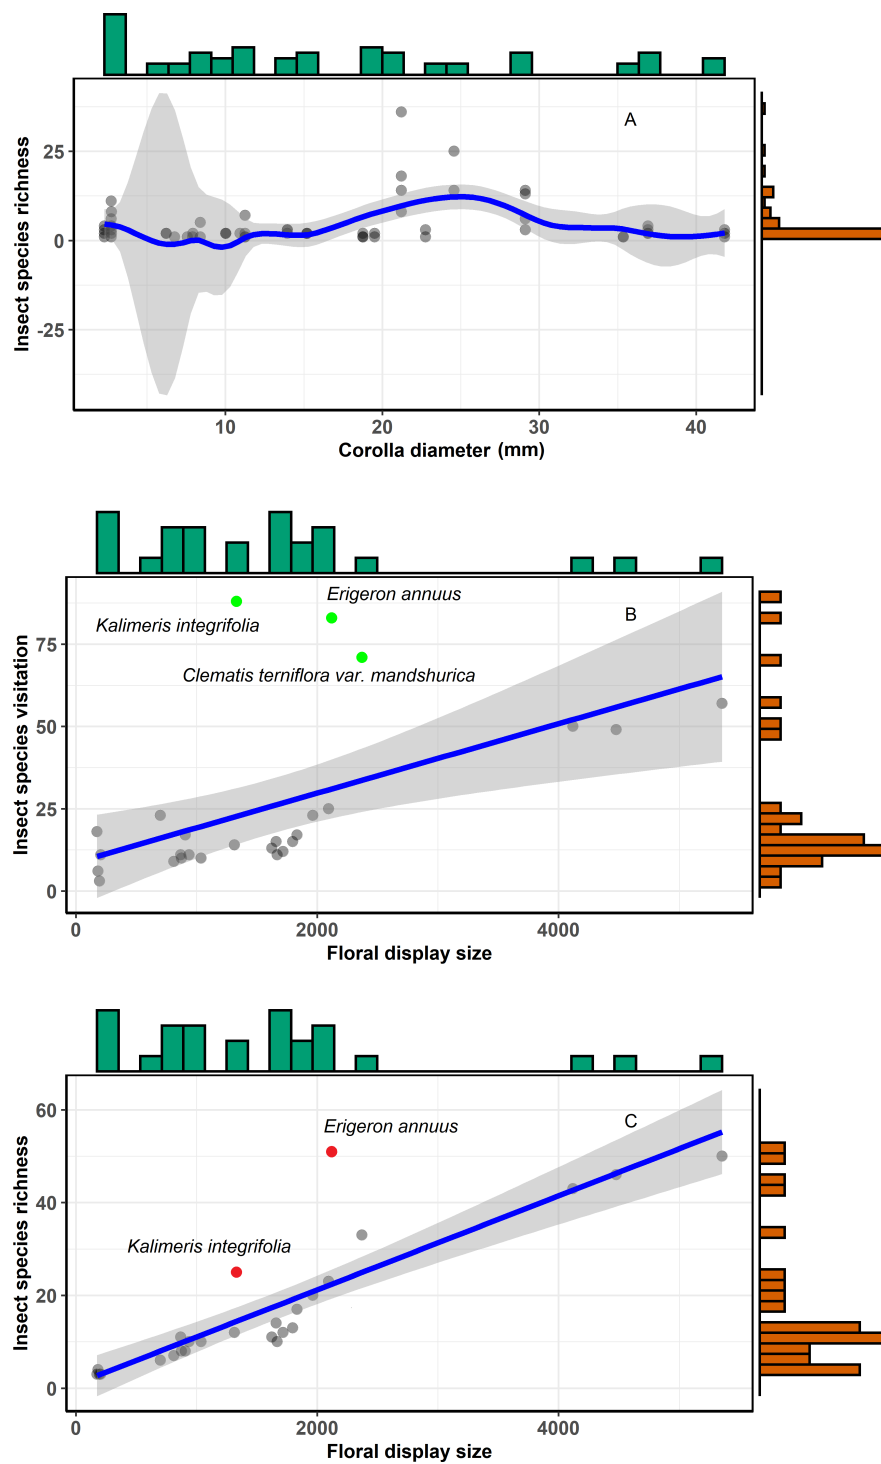 A
Insect species richness
25
0
-25
10 20 30 40
Corolla diameter (mm)
Erigeron annuus
B
Kalimeris integrifolia
Clematis terniflora var. mandshurica
Insect species visitation
75
50
25
0
0 2000 4000
Floral display size
Erigeron annuus
C
Kalimeris integrifolia
Insect species richness
60
40
20
0
0 2000 4000
Floral display size